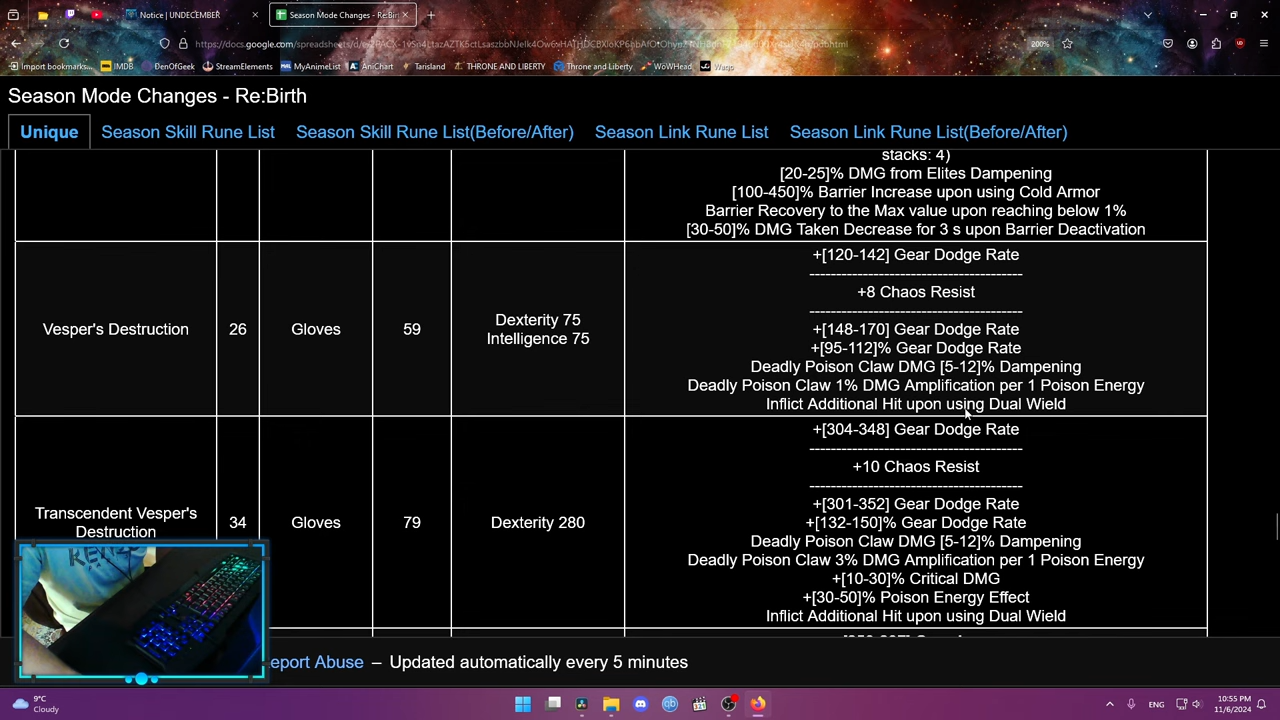 Notice | UNDECEMBER
Season Mode Changes - Re:Birt
200%
Import bookmarks...
IMDB
DenOfGeek
StreamElements
MyAnimeList
AniChart
Tarisland
THRONE AND LIBERTY
Throne and Liberty
WoWHead
Waqo
Season Mode Changes - Re:Birth
Unique
Season Skill Rune List
Season Skill Rune List(Before/After)
Season Link Rune List
Season Link Rune List(Before/After)
stacks: 4)
[20-25]% DMG from Elites Dampening
[100-450]% Barrier Increase upon using Cold Armor
Barrier Recovery to the Max value upon reaching below 1%
[30-50]% DMG Taken Decrease for 3 s upon Barrier Deactivation
Vesper's Destruction
26
Gloves
59
Dexterity 75
Intelligence 75
+[120-142] Gear Dodge Rate
----------------------------------------
+8 Chaos Resist
----------------------------------------
+[148-170] Gear Dodge Rate
+[95-112]% Gear Dodge Rate
Deadly Poison Claw DMG [5-12]% Dampening
Deadly Poison Claw 1% DMG Amplification per 1 Poison Energy
Inflict Additional Hit upon using Dual Wield
Transcendent Vesper's
Destruction
34
Gloves
79
Dexterity 280
+[304-348] Gear Dodge Rate
----------------------------------------
+10 Chaos Resist
----------------------------------------
+[301-352] Gear Dodge Rate
+[132-150]% Gear Dodge Rate
Deadly Poison Claw DMG [5-12]% Dampening
Deadly Poison Claw 3% DMG Amplification per 1 Poison Energy
+[10-30]% Critical DMG
+[30-50]% Poison Energy Effect
Inflict Additional Hit upon using Dual Wield
eport Abuse – Updated automatically every 5 minutes
9°C
Cloudy
ENG
10:55 PM
11/6/2024